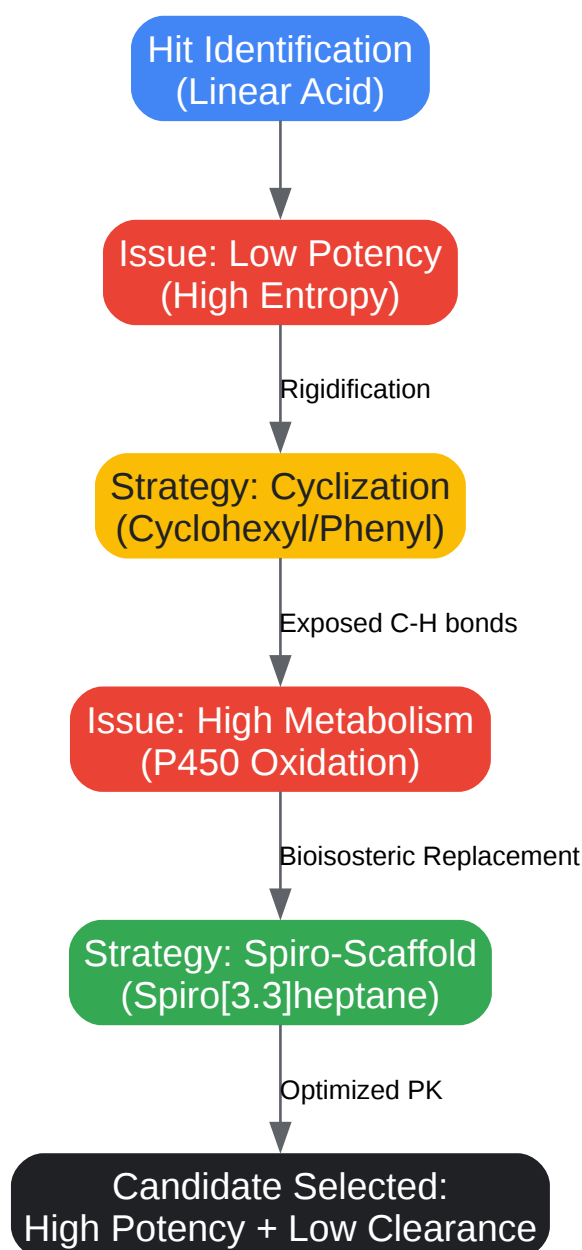 Hit Identification
(Linear Acid)
Issue: Low Potency
(High Entropy)
Rigidification
Strategy: Cyclization
(Cyclohexyl/Phenyl)
Exposed C-H bonds
Issue: High Metabolism
(P450 Oxidation)
Bioisosteric Replacement
Strategy: Spiro-Scaffold
(Spiro[3.3]heptane)
Optimized PK
Candidate Selected:
High Potency + Low Clearance